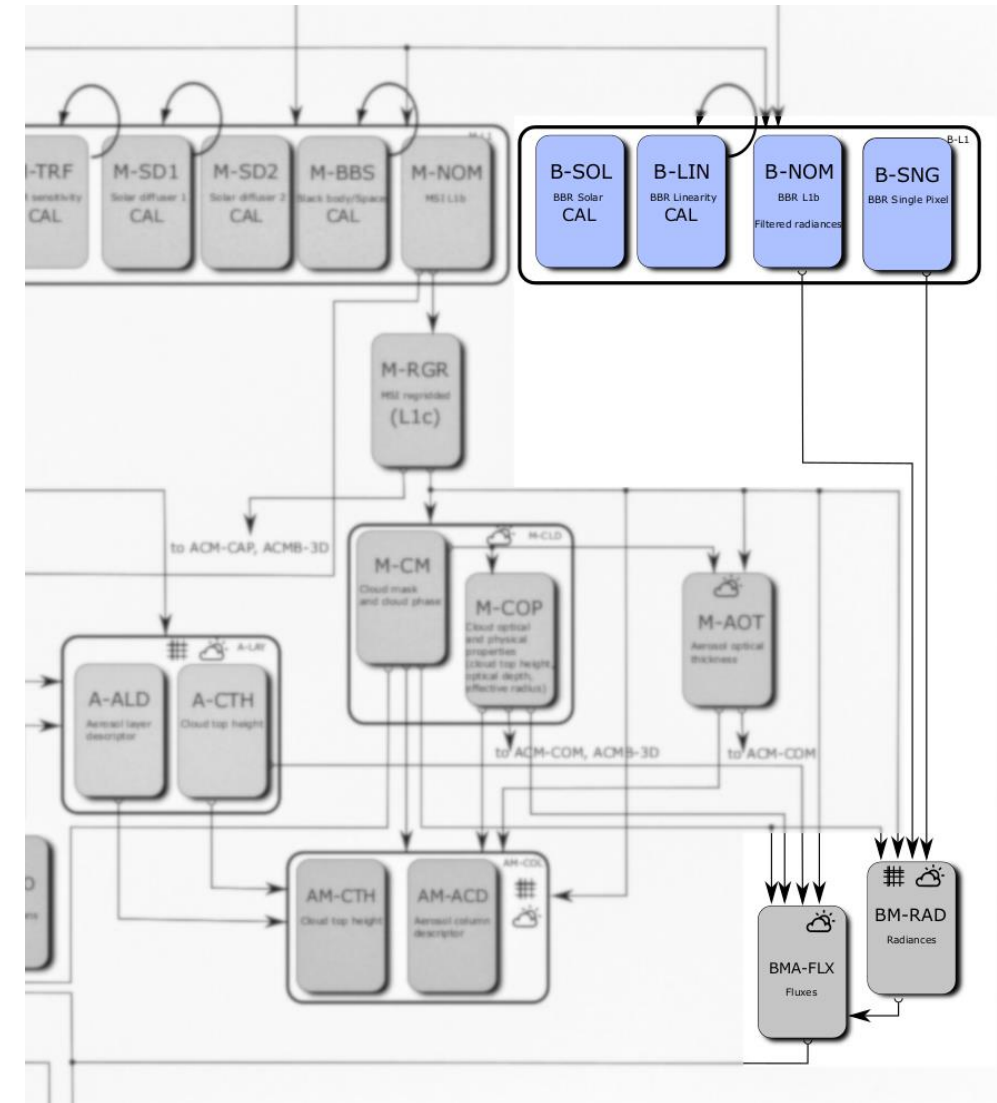 M-L1
B-L1
-TRF
sensitivity
CAL
M-SD1
Solar diffuser 1
CAL
M-SD2
Solar diffuser 2
CAL
M-BBS
Black body/Space
CAL
M-NOM
MSI L1b
B-SOL
BBR Solar
CAL
B-LIN
BBR Linearity
CAL
B-NOM
BBR L1b
Filtered radiances
B-SNG
BBR Single Pixel
M-RGR
MSI regridded
(L1c)
to ACM-CAP, ACMB-3D
M-CLD
M-CM
Cloud mask
and cloud phase
M-COP
Cloud optical
and physical
properties
(cloud top height,
optical depth,
effective radius)
M-AOT
Aerosol optical
thickness
A-LAY
A-ALD
Aerosol layer
descriptor
A-CTH
Cloud top height
to ACM-COM, ACMB-3D
to ACM-COM
AM-COL
AM-CTH
Cloud top height
AM-ACD
Aerosol column
descriptor
BM-RAD
Radiances
BMA-FLX
Fluxes